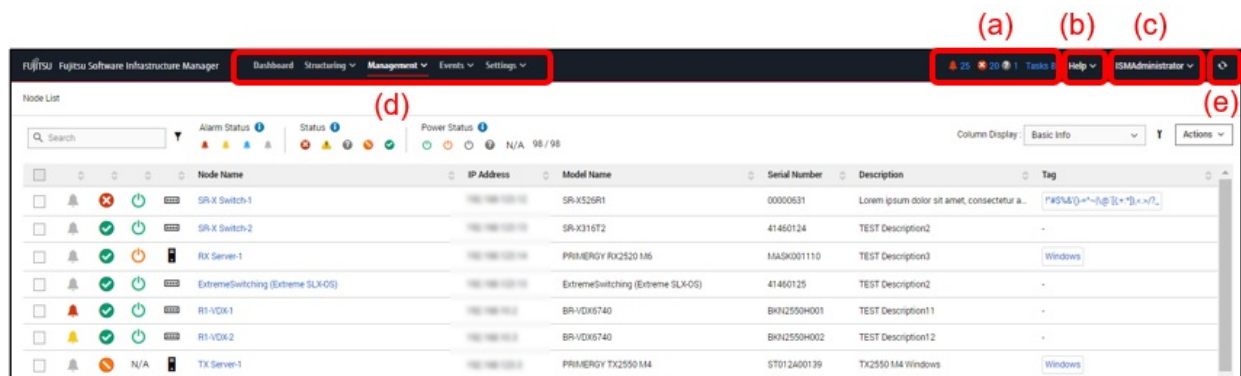 (a) (b) (c)
FUJITSU Fujitsu Software Infrastructure Manager Dashboard Structuring Management Events Settings 25 20 1 Tasks 8 Help ISMAdministrator
Node List (d) (e)
Search Alarm Status Status Power Status N/A 98 / 98 Column Display : Basic Info Actions
Node Name IP Address Model Name Serial Number Description Tag
SR-X Switch-1 SR-X526R1 00000631 Lorem ipsum dolor sit amet, consectetur a...
SR-X Switch-2 SR-X316T2 41460124 TEST Description2 -
RX Server-1 PRIMERGY RX2520 M6 MASK001110 TEST Description3 Windows
ExtremeSwitching (Extreme SLX-OS) ExtremeSwitching (Extreme SLX-OS) 41460125 TEST Description2 -
R1-VDX-1 BR-VDX6740 BKN2550H001 TEST Description11 -
R1-VDX-2 BR-VDX6740 BKN2550H002 TEST Description12 -
N/A TX Server-1 PRIMERGY TX2550 M4 ST012A00139 TX2550 M4 Windows Windows